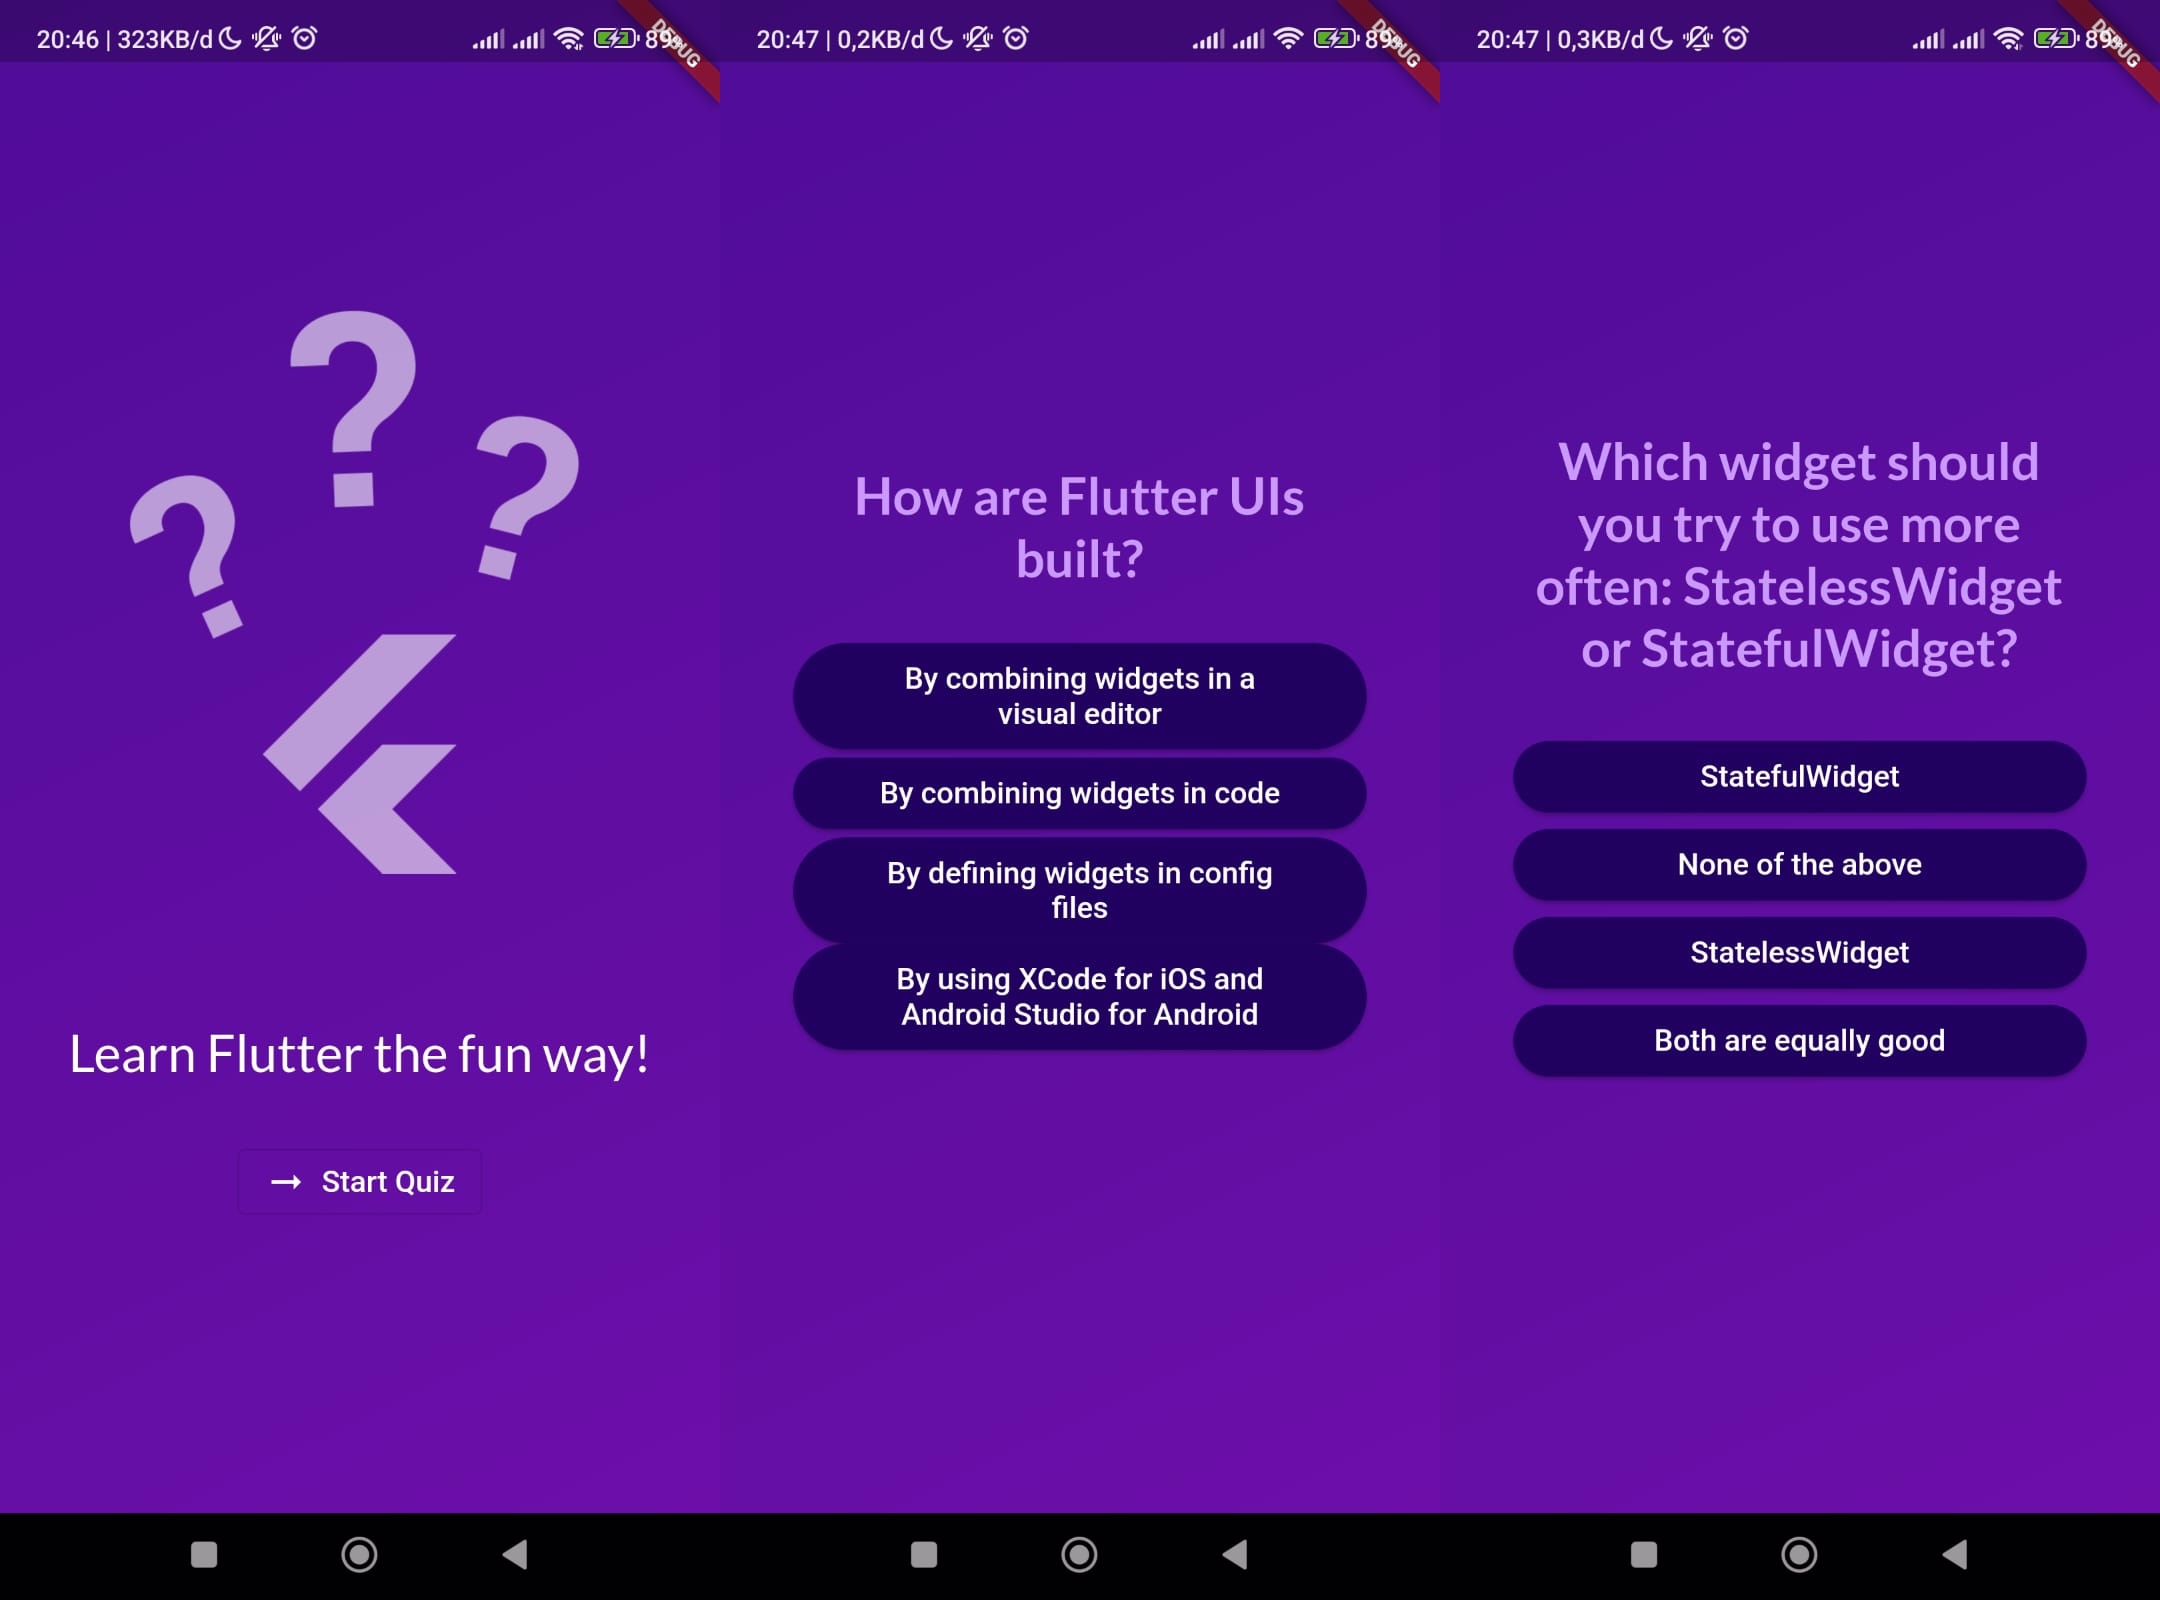 20:46 | 323KB/d
DEBUG
Learn Flutter the fun way!
Start Quiz
20:47 | 0,2KB/d
DEBUG
How are Flutter UIs
built?
By combining widgets in a
visual editor
By combining widgets in code
By defining widgets in config
files
By using XCode for iOS and
Android Studio for Android
20:47 | 0,3KB/d
DEBUG
Which widget should
you try to use more
often: StatelessWidget
or StatefulWidget?
StatefulWidget
None of the above
StatelessWidget
Both are equally good